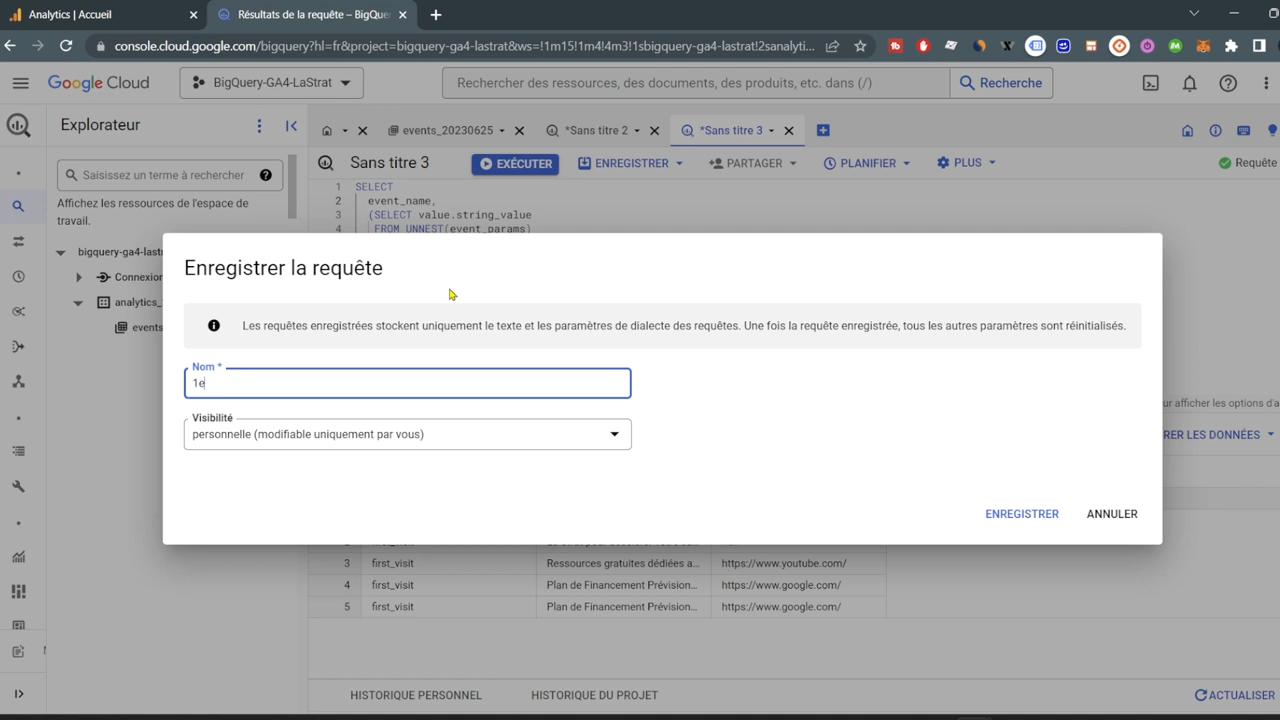 Analytics | Accueil
Résultats de la requête – BigQue
console.cloud.google.com/bigquery?hl=fr&project=bigquery-ga4-lastrat&ws=!1m15!1m4!4m3!1sbigquery-ga4-lastrat!2sanalyti...
Google Cloud
BigQuery-GA4-LaStrat
Rechercher des ressources, des documents, des produits, etc. dans (/)
Recherche
Explorateur
events_20230625
*Sans titre 2
*Sans titre 3
Saisissez un terme à rechercher
Sans titre 3
EXÉCUTER
ENREGISTRER
PARTAGER
PLANIFIER
PLUS
Requête
Affichez les ressources de l'espace de
travail.
1 SELECT
2 event_name,
3 (SELECT value.string_value
4 FROM UNNEST(event_params)
bigquery-ga4-last
Connexion
analytics_
events
Enregistrer la requête
Les requêtes enregistrées stockent uniquement le texte et les paramètres de dialecte des requêtes. Une fois la requête enregistrée, tous les autres paramètres sont réinitialisés.
Nom *
1e
Visibilité
personnelle (modifiable uniquement par vous)
ENREGISTRER
ANNULER
ur afficher les options d'a
RER LES DONNÉES
3 first_visit Ressources gratuites dédiées a... https://www.youtube.com/
4 first_visit Plan de Financement Prévision... https://www.google.com/
5 first_visit Plan de Financement Prévision... https://www.google.com/
HISTORIQUE PERSONNEL
HISTORIQUE DU PROJET
ACTUALISER